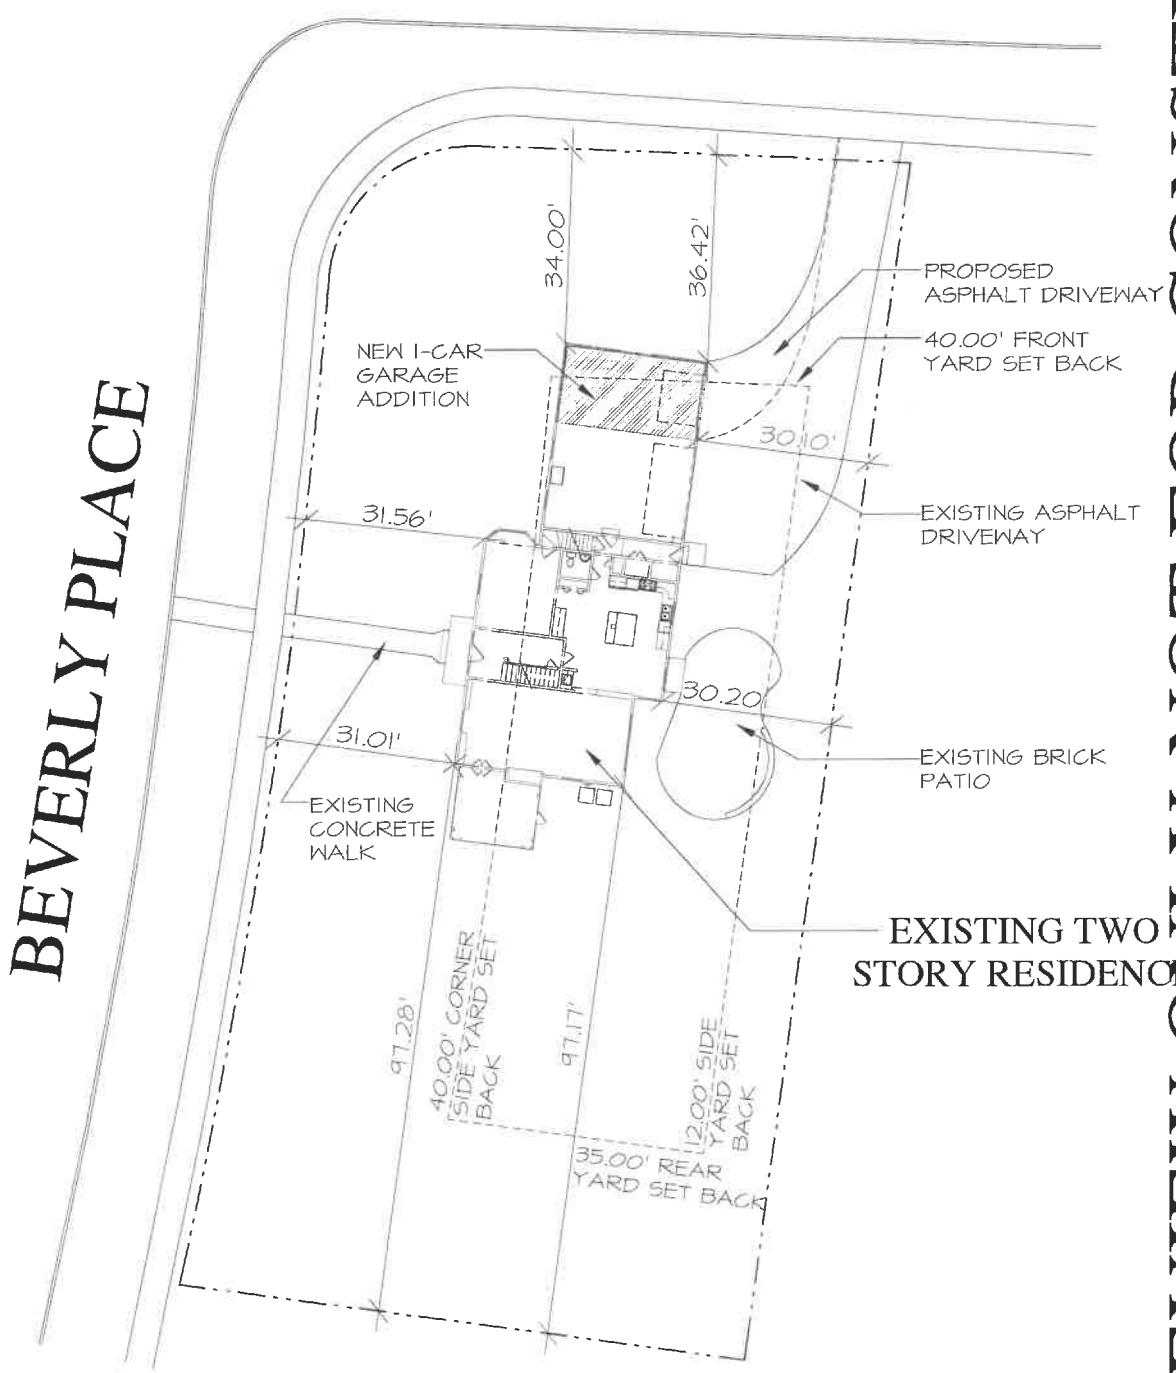 34.00'
36.42'
PROPOSED
ASPHALT DRIVEWAY
40.00' FRONT
YARD SET BACK
NEW 1-CAR
GARAGE
ADDITION
30.10'
BEVERLY PLACE
31.56'
EXISTING ASPHALT
DRIVEWAY
30.20
31.01'
EXISTING BRICK
PATIO
EXISTING
CONCRETE
WALK
EXISTING TWO
STORY RESIDENC
97.28'
40.00' CORNER
SIDE YARD SET
BACK
97.17'
12.00' SIDE
YARD SET
BACK
35.00' REAR
YARD SET BACK